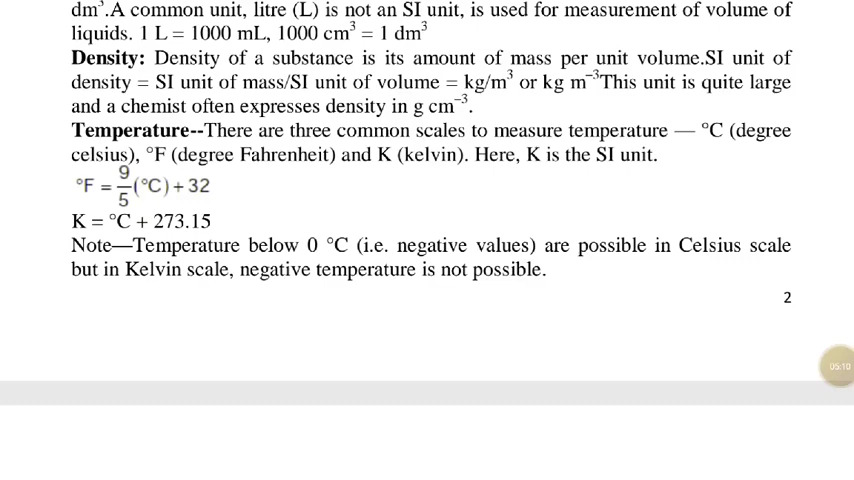 dm³.A common unit, litre (L) is not an SI unit, is used for measurement of volume of
liquids. 1 L = 1000 mL, 1000 cm³ = 1 dm³
Density: Density of a substance is its amount of mass per unit volume.SI unit of
density = SI unit of mass/SI unit of volume = kg/m³ or kg m⁻³This unit is quite large
and a chemist often expresses density in g cm⁻³.
Temperature--There are three common scales to measure temperature — °C (degree
celsius), °F (degree Fahrenheit) and K (kelvin). Here, K is the SI unit.
°F = 9/5 (°C) + 32
K = °C + 273.15
Note—Temperature below 0 °C (i.e. negative values) are possible in Celsius scale
but in Kelvin scale, negative temperature is not possible.
2
05:10